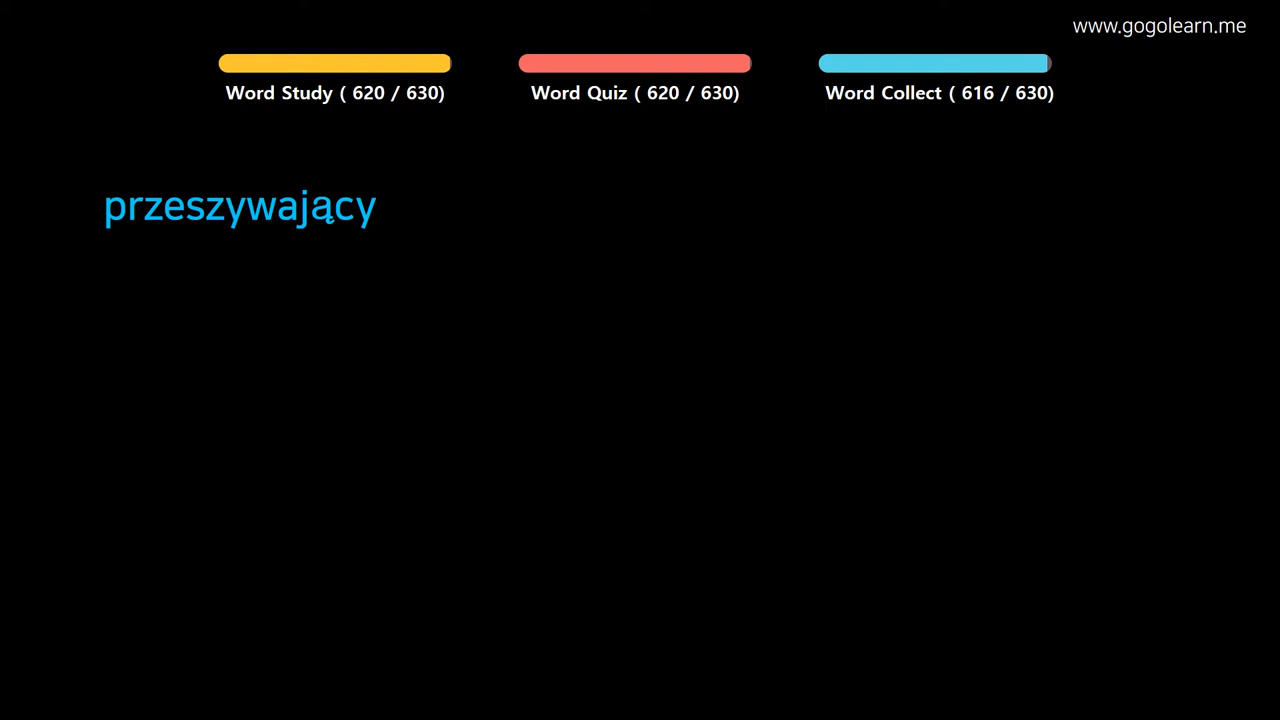 www.gogolearn.me
Word Study ( 620 / 630)
Word Quiz ( 620 / 630)
Word Collect ( 616 / 630)
przeszywający